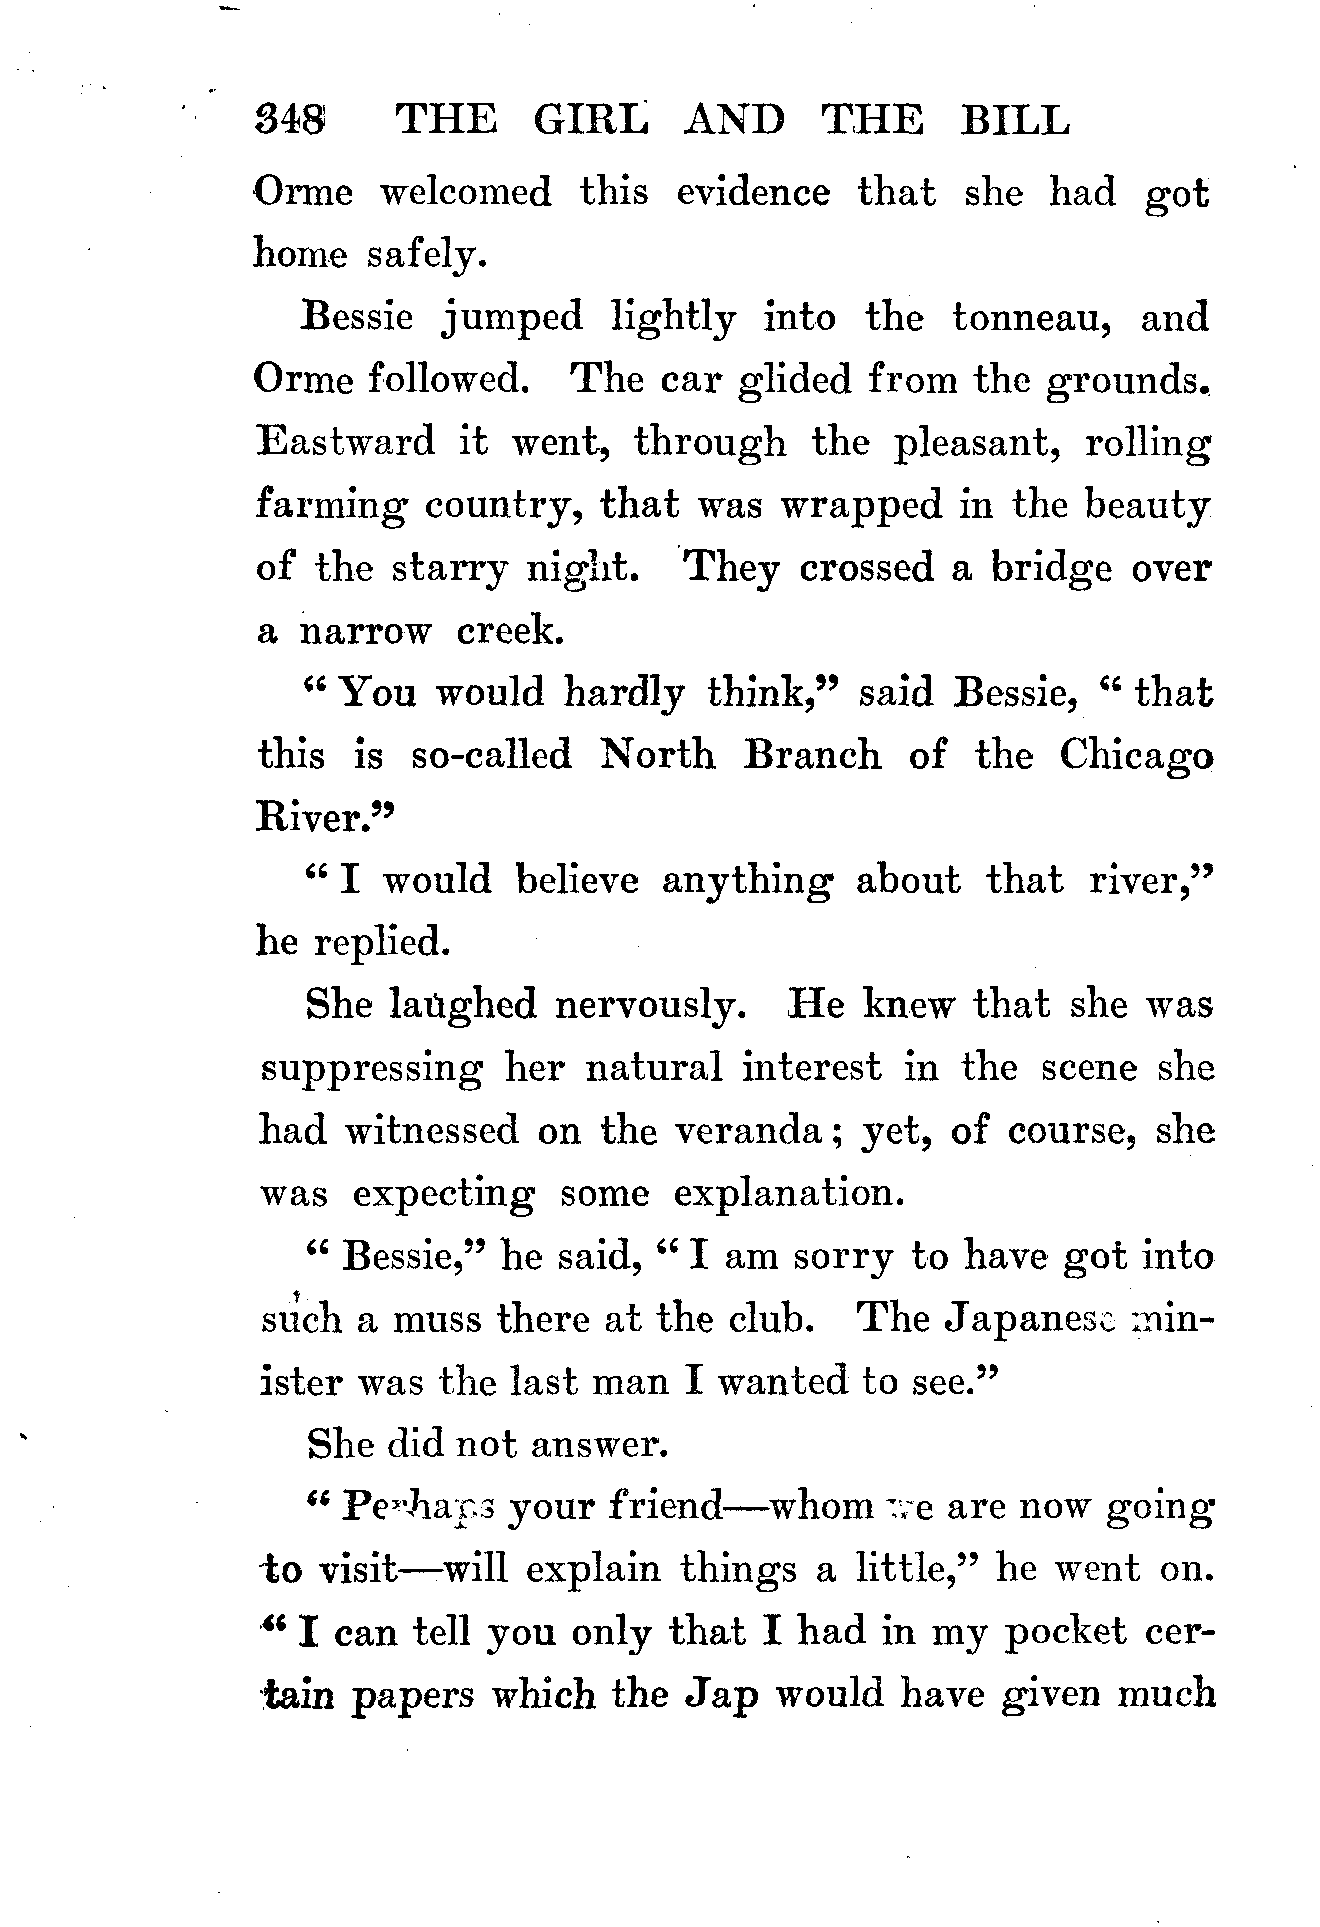 348 THE GIRL AND THE BILL
Orme welcomed this evidence that she had got
home safely.
Bessie jumped lightly into the tonneau, and
Orme followed. The car glided from the grounds.
Eastward it went, through the pleasant, rolling
farming country, that was wrapped in the beauty
of the starry night. They crossed a bridge over
a narrow creek.
“ You would hardly think,” said Bessie, “ that
this is so-called North Branch of the Chicago
River.”
“ I would believe anything about that river,”
he replied.
She laughed nervously. He knew that she was
suppressing her natural interest in the scene she
had witnessed on the veranda; yet, of course, she
was expecting some explanation.
“ Bessie,” he said, “ I am sorry to have got into
such a muss there at the club. The Japanese min-
ister was the last man I wanted to see.”
She did not answer.
“ Perhaps your friend—whom we are now going
to visit—will explain things a little,” he went on.
“ I can tell you only that I had in my pocket cer-
tain papers which the Jap would have given much